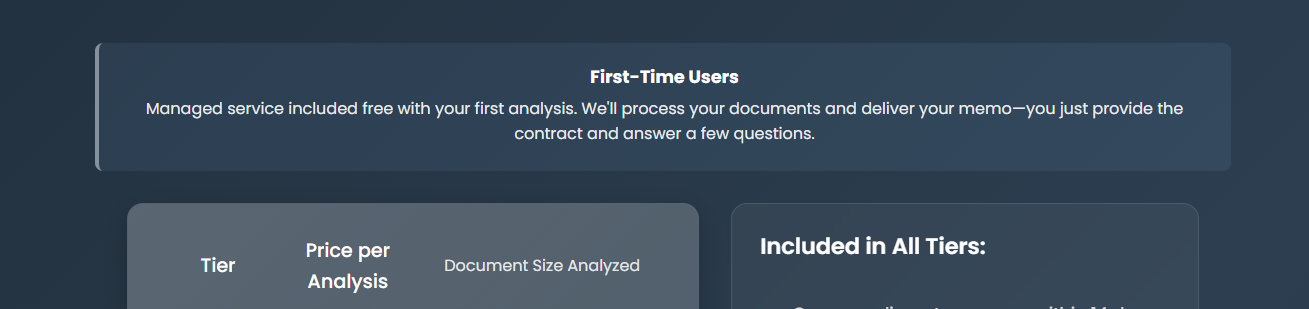 First-Time Users
Managed service included free with your first analysis. We'll process your documents and deliver your memo—you just provide the
contract and answer a few questions.
Tier
Price per
Analysis
Document Size Analyzed
Included in All Tiers: